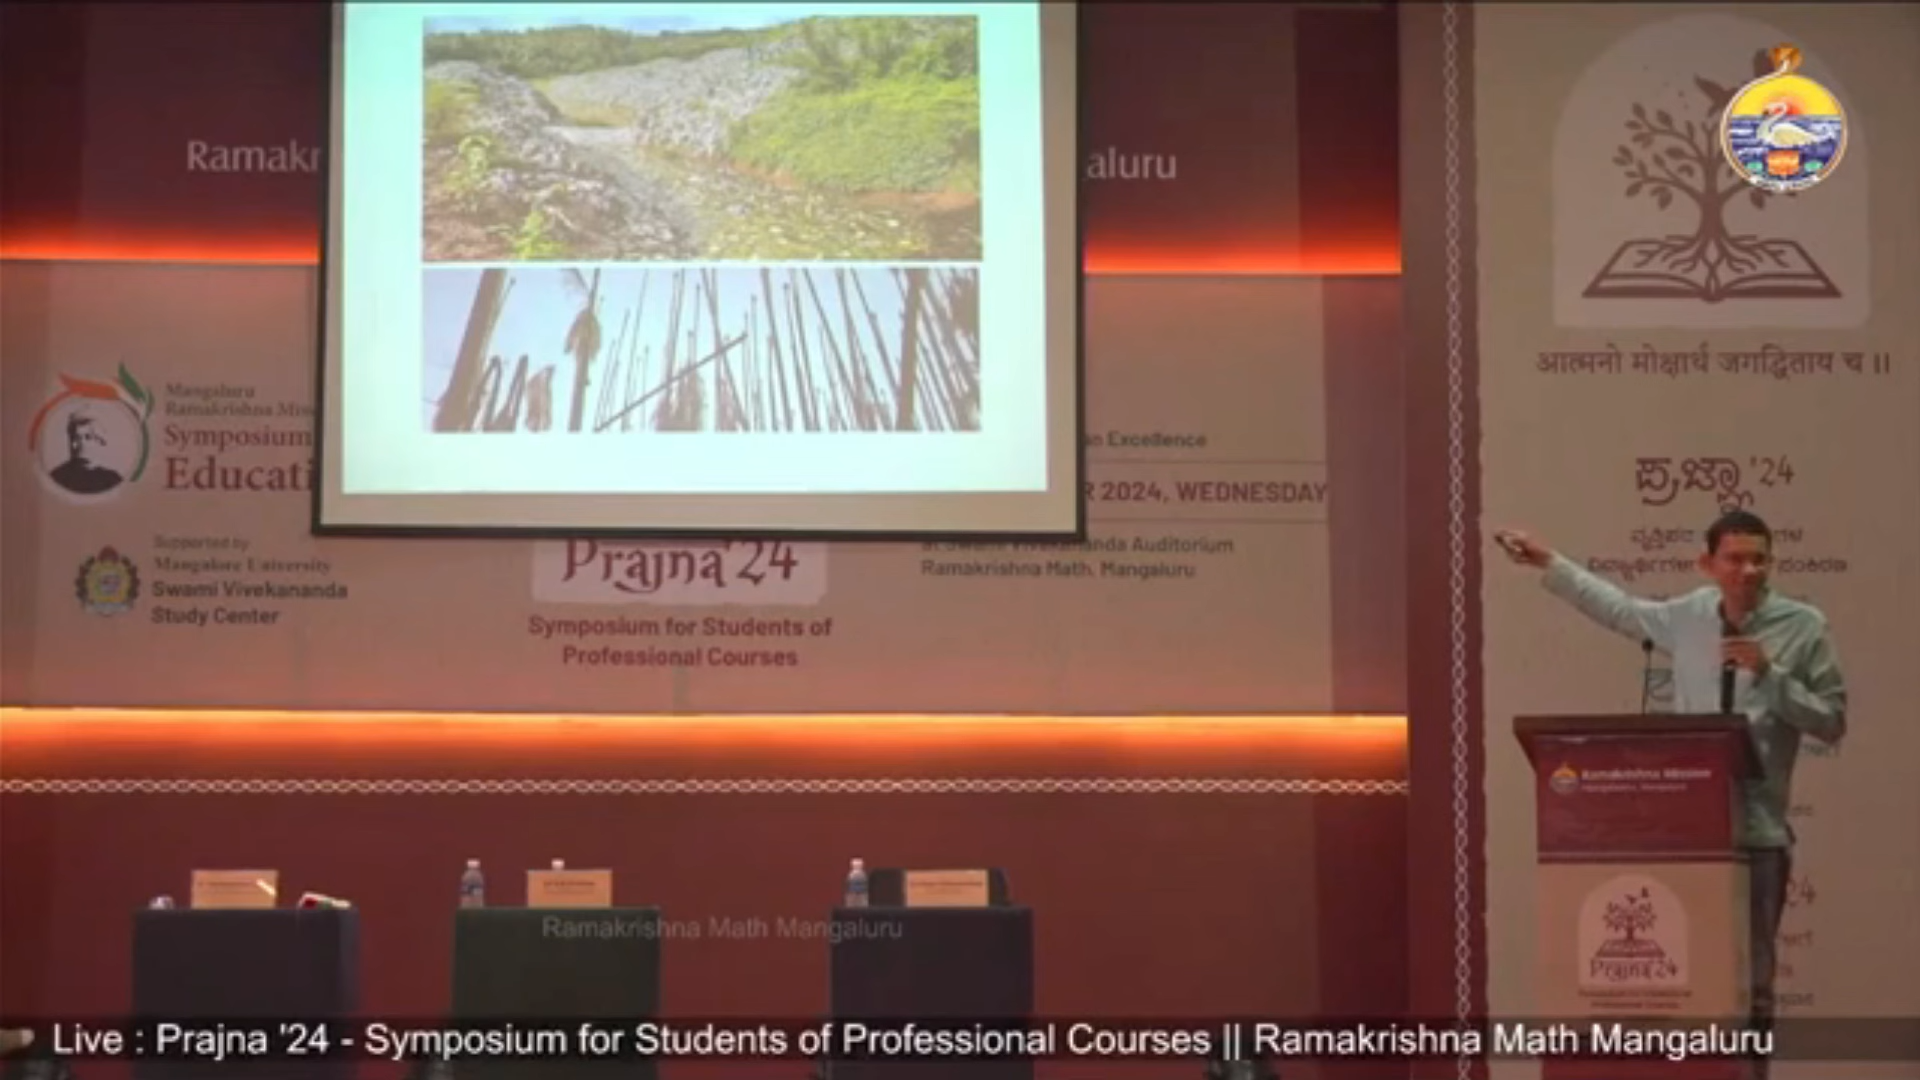 Ramakr
aluru
Mangaluru
Ramakrishna Miss
Symposium
Educati
Supported by
Mangalore University
Swami Vivekananda
Study Center
Prajna'24
Symposium for Students of
Professional Courses
an Excellence
R 2024, WEDNESDAY
at Swami Vivekananda Auditorium
Ramakrishna Math, Mangaluru
आत्मनो मोक्षार्थ जगद्धिताय च ॥
ಪ್ರಜ್ಞಾ '24
Ramakrishna Mission
Prajna'24
Ramakrishna Math Mangaluru
Live : Prajna '24 - Symposium for Students of Professional Courses || Ramakrishna Math Mangaluru